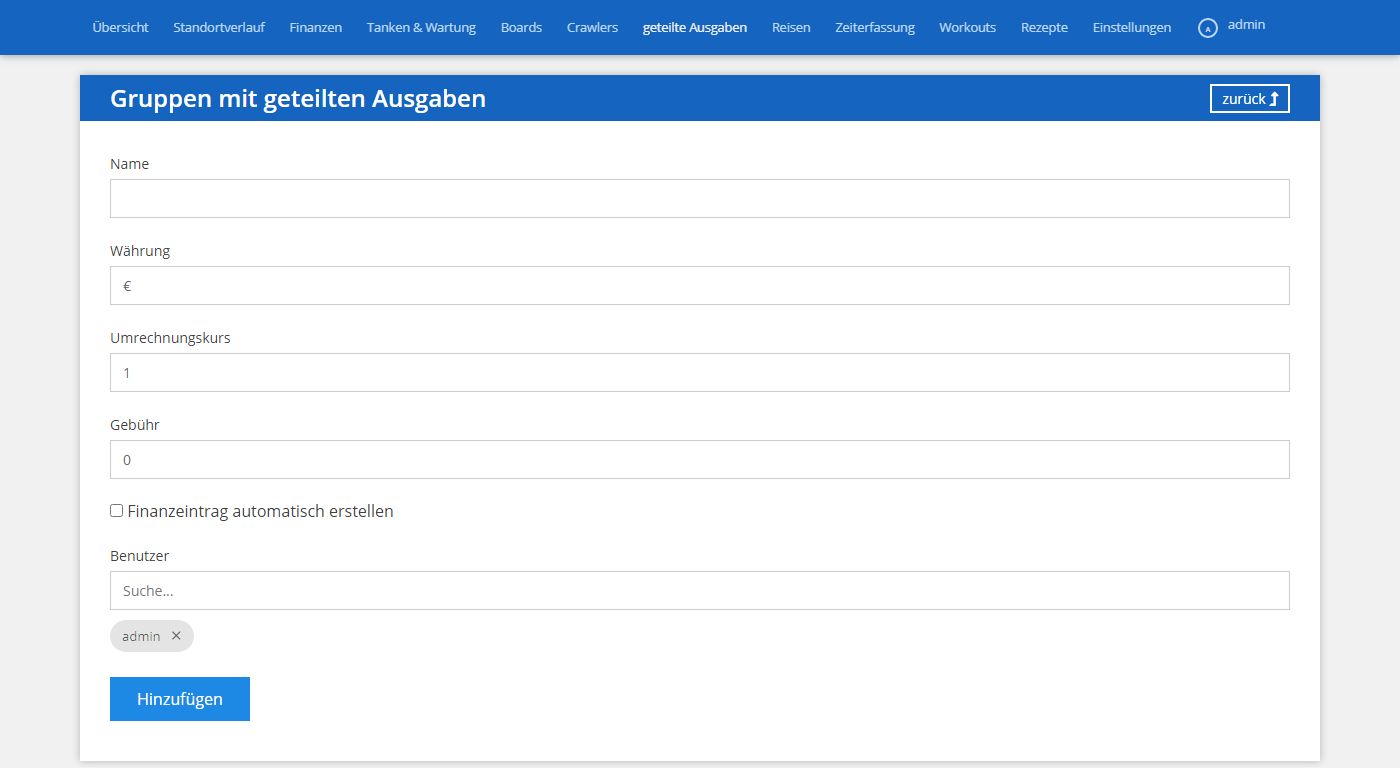 Übersicht Standortverlauf Finanzen Tanken & Wartung Boards Crawlers geteilte Ausgaben Reisen Zeiterfassung Workouts Rezepte Einstellungen A admin
Gruppen mit geteilten Ausgaben zurück
Name
Währung
€
Umrechnungskurs
1
Gebühr
0
Finanzeintrag automatisch erstellen
Benutzer
Suche...
admin ×
Hinzufügen